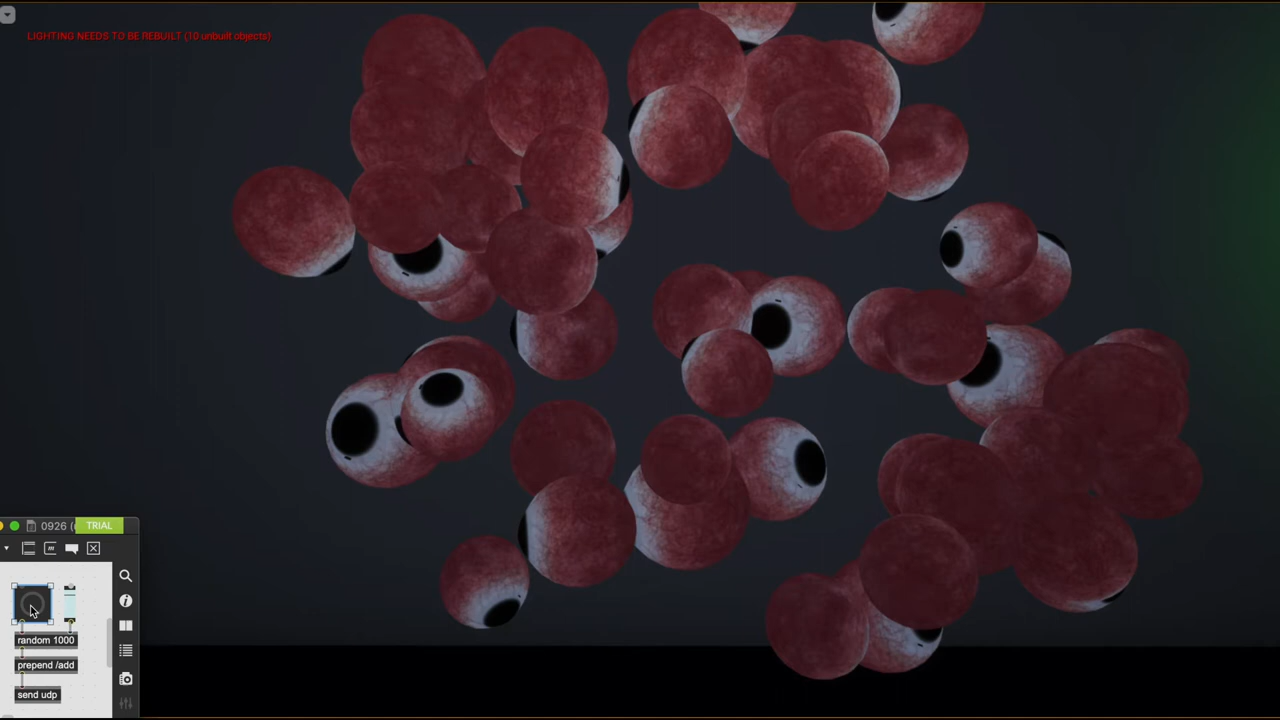 LIGHTING NEEDS TO BE REBUILT (10 unbuilt objects)
0926 (
TRIAL
random 1000
prepend /add
send udp